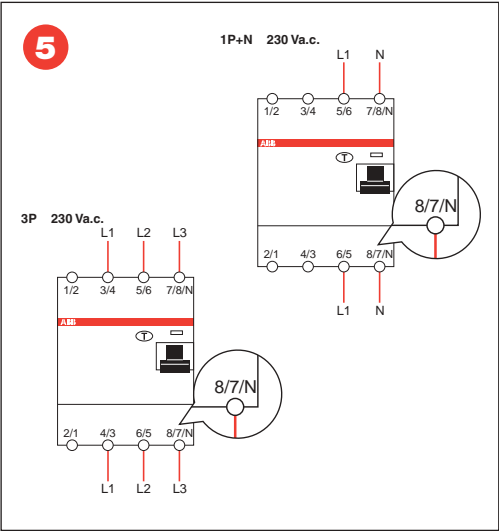 5
1P+N 230 Va.c.
L1 N
1/2 3/4 5/6 7/8/N
ABB
T
8/7/N
2/1 4/3 6/5 8/7/N
L1 N
3P 230 Va.c.
L1 L2 L3
1/2 3/4 5/6 7/8/N
ABB
T
8/7/N
2/1 4/3 6/5 8/7/N
L1 L2 L3